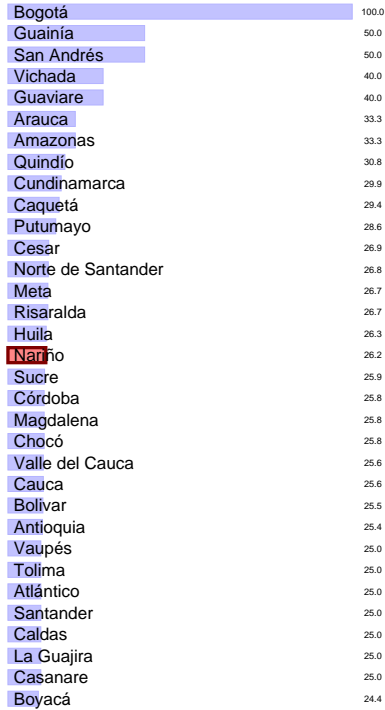 Bogotá 100.0
Guainía 50.0
San Andrés 50.0
Vichada 40.0
Guaviare 40.0
Arauca 33.3
Amazonas 33.3
Quindío 30.8
Cundinamarca 29.9
Caquetá 29.4
Putumayo 28.6
Cesar 26.9
Norte de Santander 26.8
Meta 26.7
Risaralda 26.7
Huila 26.3
Nariño 26.2
Sucre 25.9
Córdoba 25.8
Magdalena 25.8
Chocó 25.8
Valle del Cauca 25.6
Cauca 25.6
Bolivar 25.5
Antioquia 25.4
Vaupés 25.0
Tolima 25.0
Atlántico 25.0
Santander 25.0
Caldas 25.0
La Guajira 25.0
Casanare 25.0
Boyacá 24.4